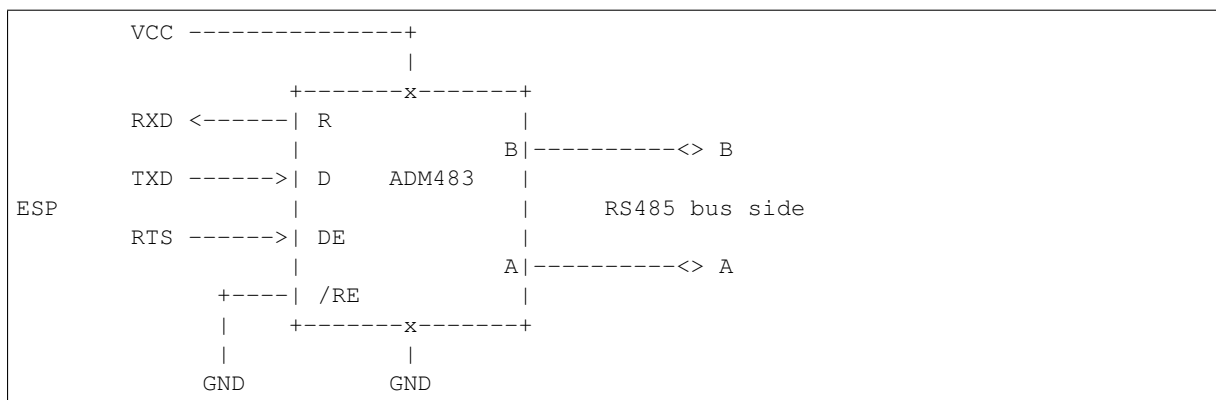 VCC ---------------+
|
+-------x-------+
RXD <------| R |
| B|----------<> B
TXD ------>| D ADM483 |
ESP | | RS485 bus side
RTS ------>| DE |
| A|----------<> A
+----| /RE |
| +-------x-------+
| |
GND GND